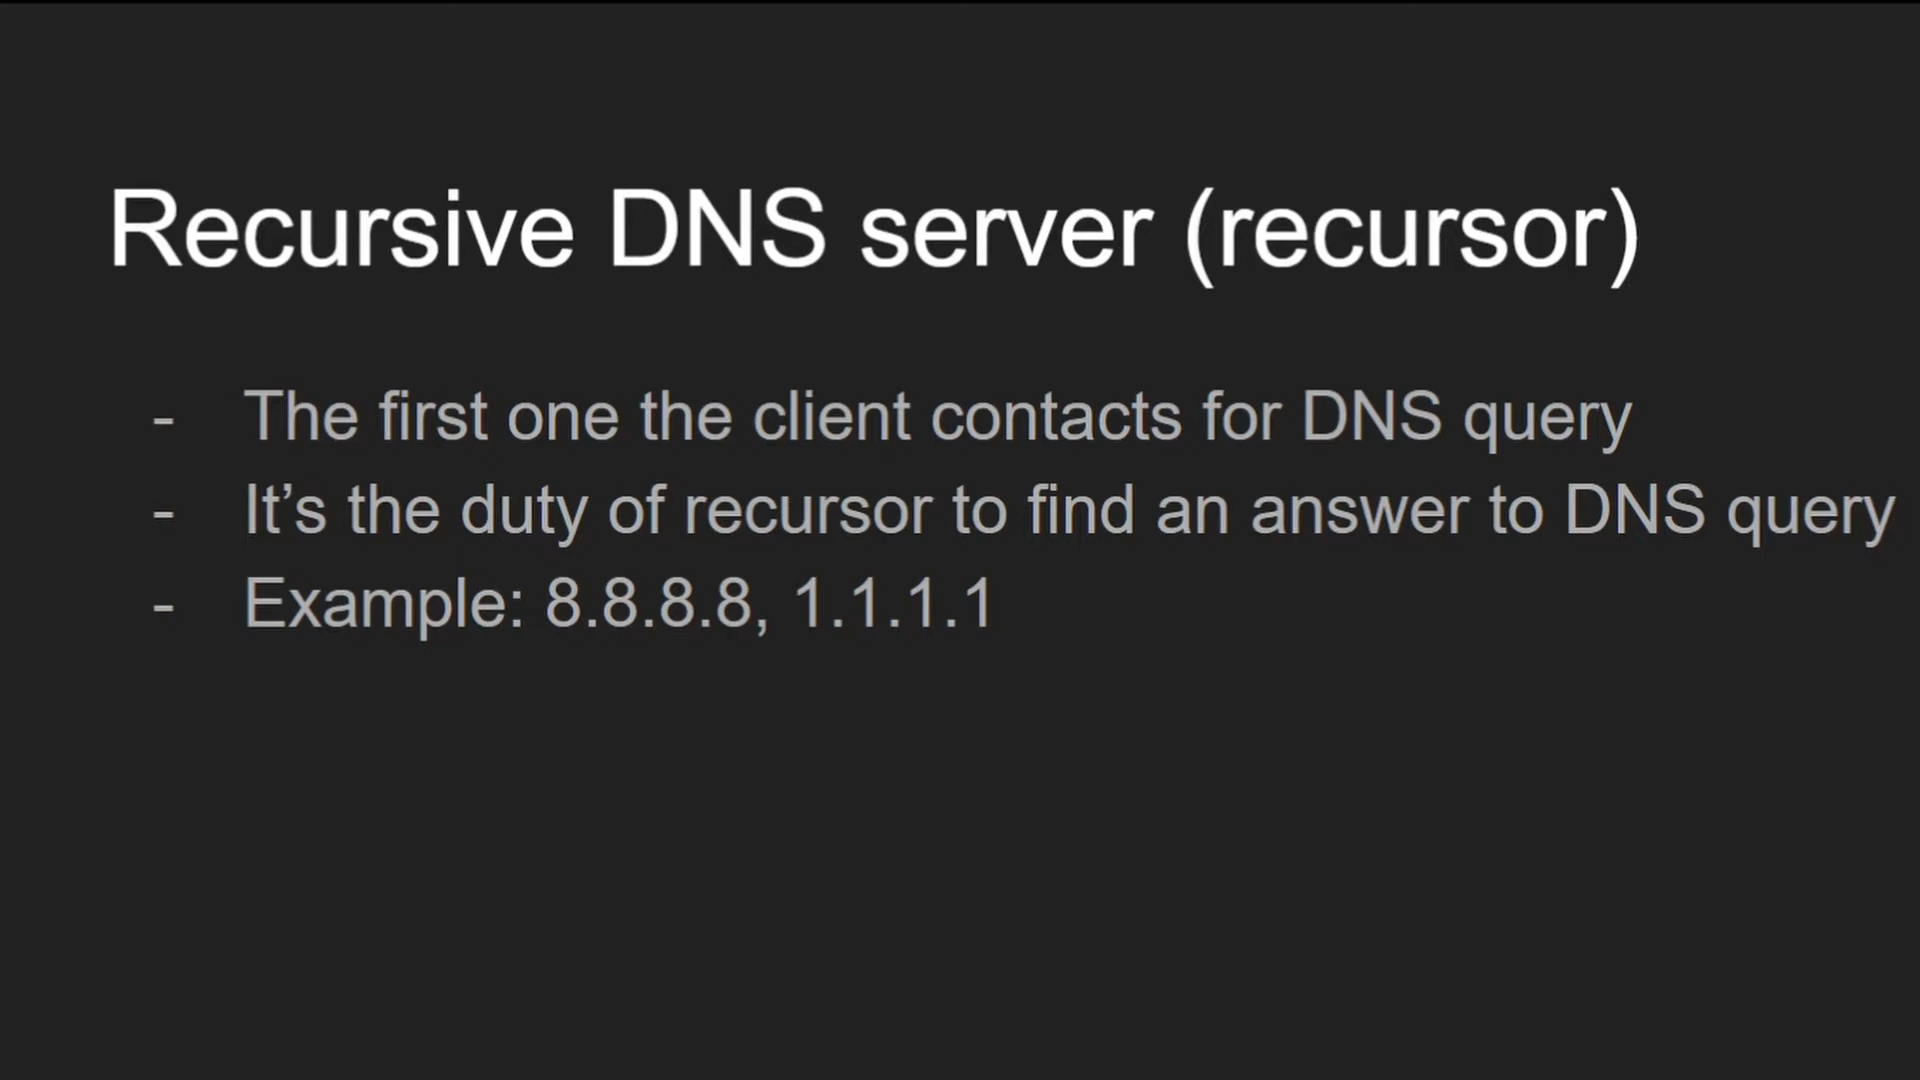 Recursive DNS server (recursor)
- The first one the client contacts for DNS query
- It’s the duty of recursor to find an answer to DNS query
- Example: 8.8.8.8, 1.1.1.1